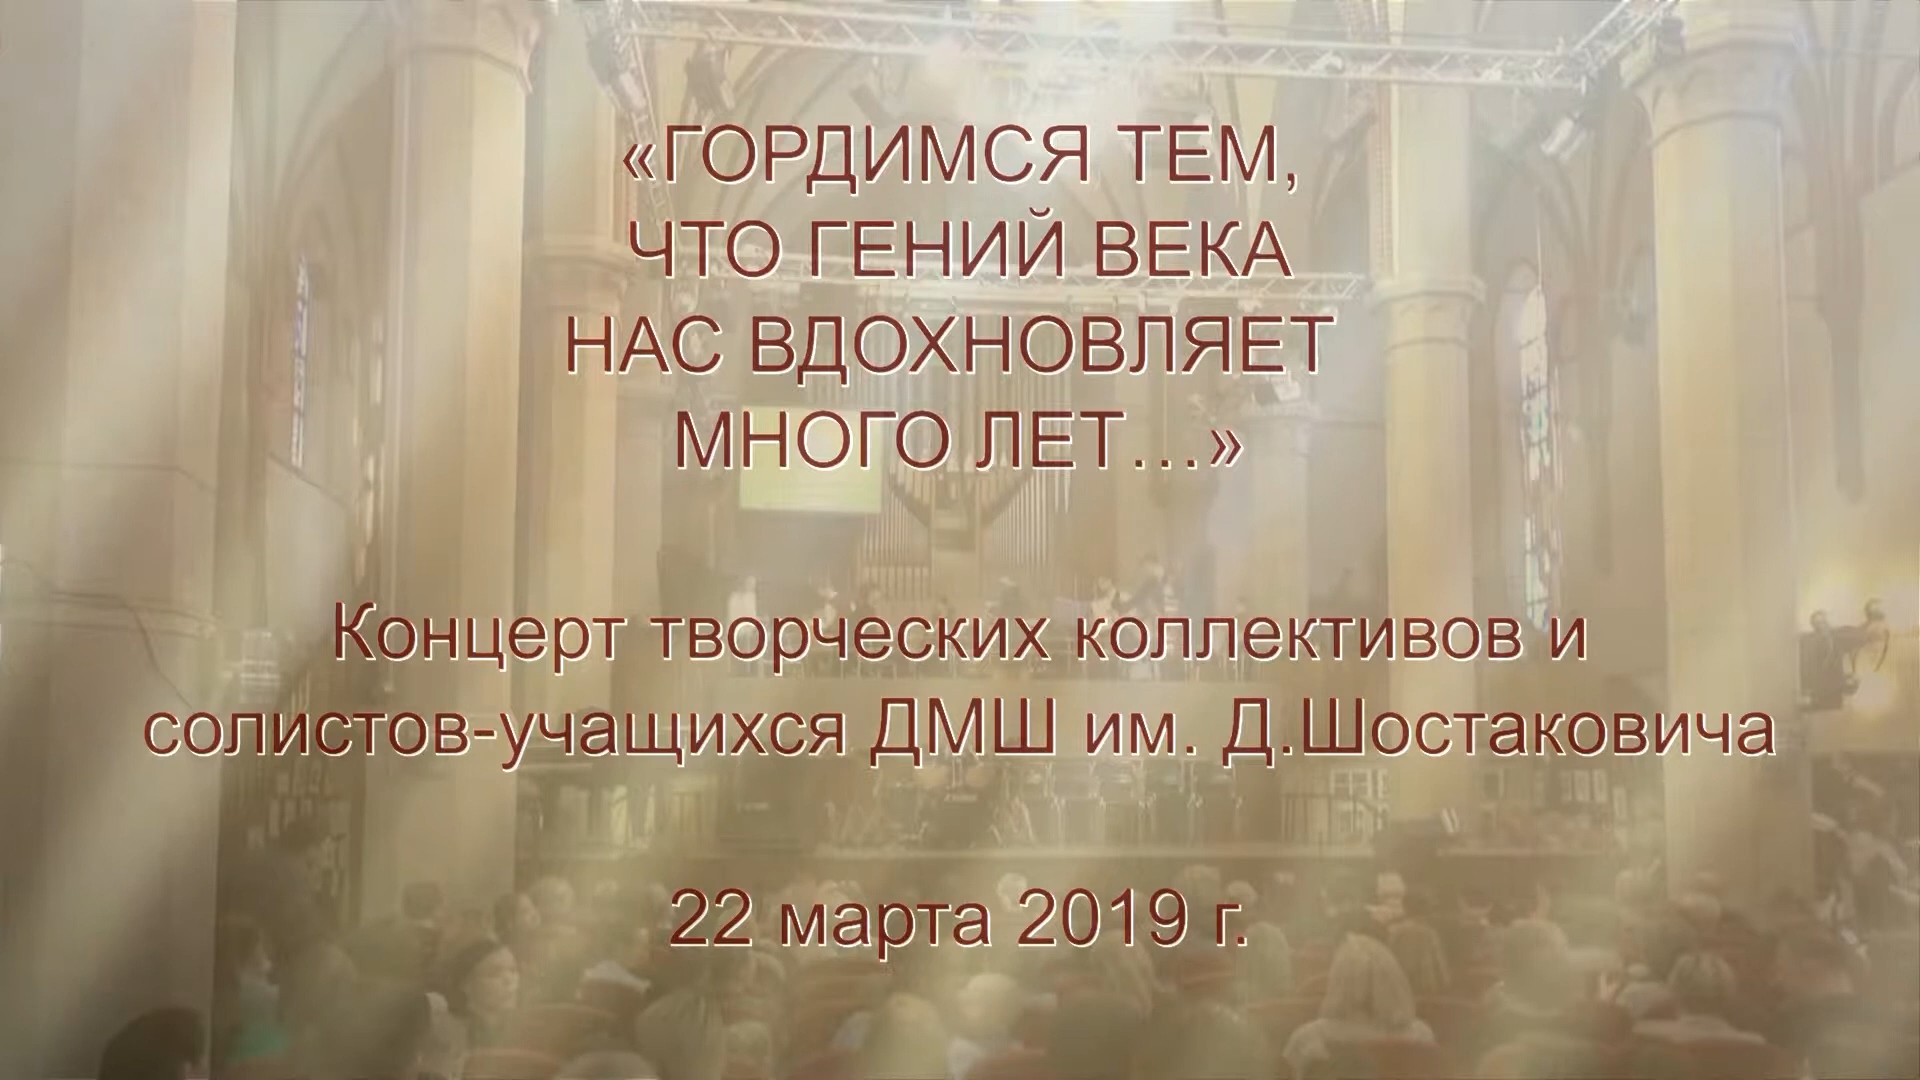 «ГОРДИМСЯ ТЕМ,
ЧТО ГЕНИЙ ВЕКА
НАС ВДОХНОВЛЯЕТ
МНОГО ЛЕТ…»
Концерт творческих коллективов и
солистов-учащихся ДМШ им. Д.Шостаковича
22 марта 2019 г.